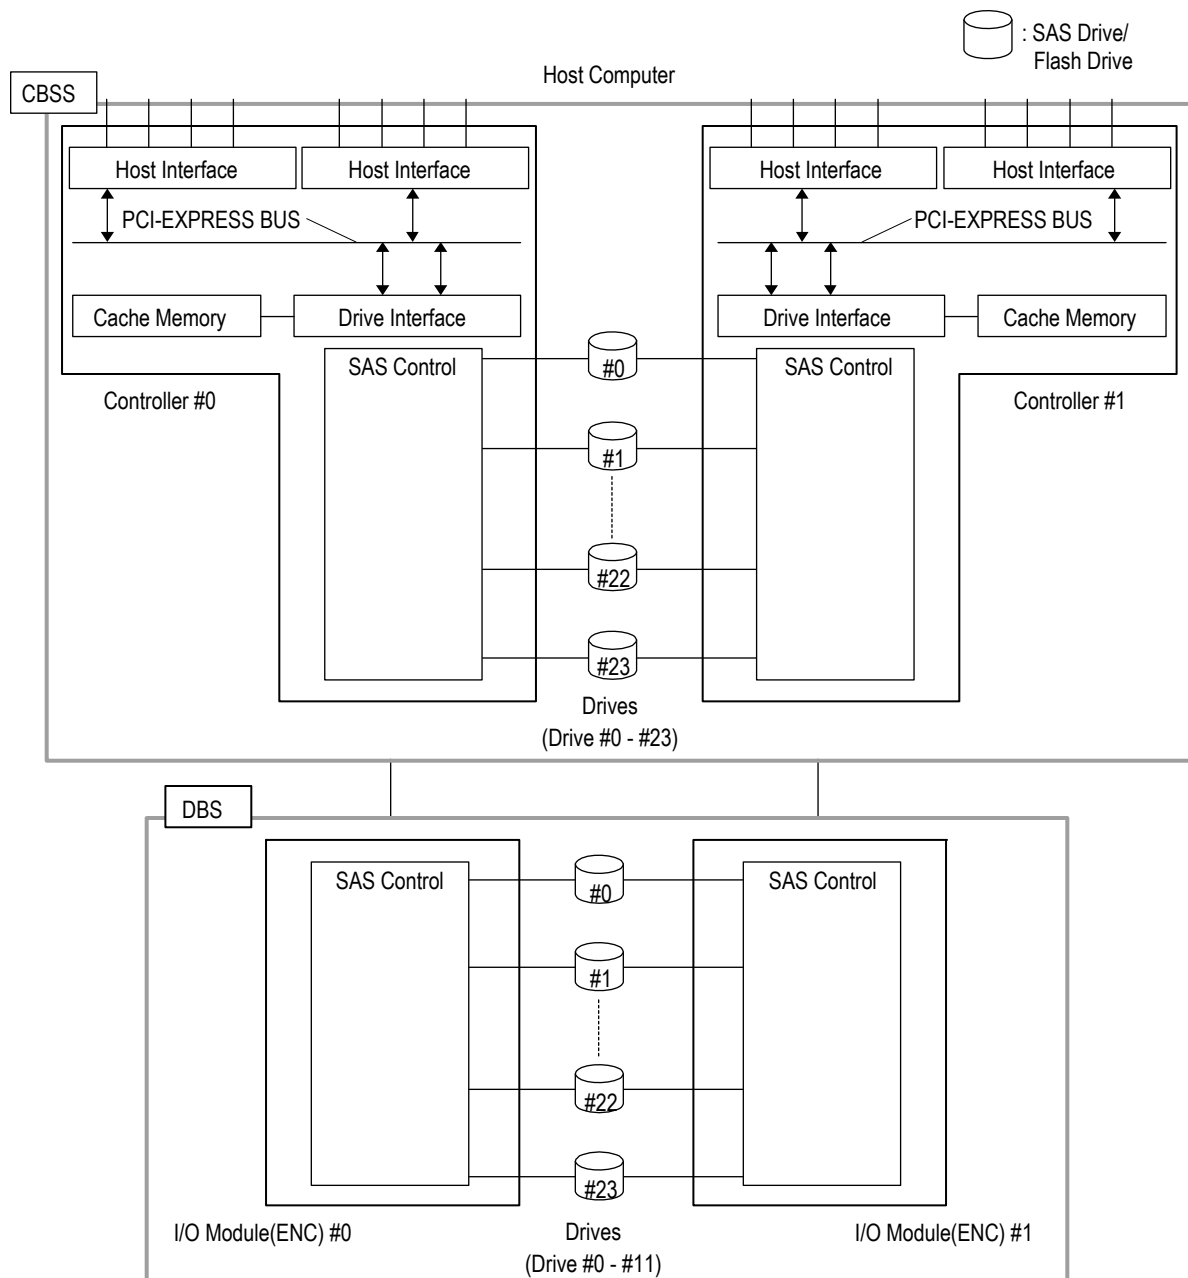 : SAS Drive/
Flash Drive
Host Computer
CBSS
Host Interface
Host Interface
Host Interface
Host Interface
PCI-EXPRESS BUS
PCI-EXPRESS BUS
Cache Memory
Drive Interface
Drive Interface
Cache Memory
SAS Control
#0
SAS Control
Controller #0
Controller #1
#1
#22
#23
Drives
(Drive #0 - #23)
DBS
SAS Control
#0
SAS Control
#1
#22
#23
I/O Module(ENC) #0
Drives
I/O Module(ENC) #1
(Drive #0 - #11)